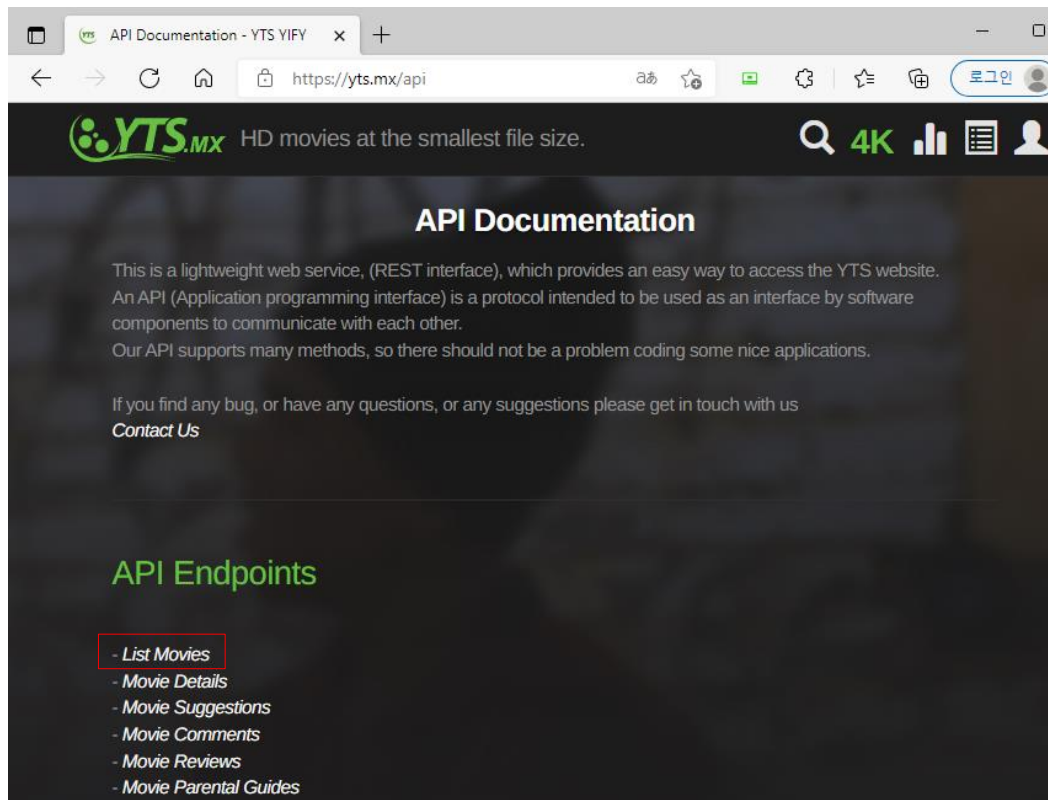 API Documentation - YTS YIFY
https://yts.mx/api
aあ
로그인
YTS.MX HD movies at the smallest file size.
4K
API Documentation
This is a lightweight web service, (REST interface), which provides an easy way to access the YTS website.
An API (Application programming interface) is a protocol intended to be used as an interface by software
components to communicate with each other.
Our API supports many methods, so there should not be a problem coding some nice applications.
If you find any bug, or have any questions, or any suggestions please get in touch with us
Contact Us
API Endpoints
- List Movies
- Movie Details
- Movie Suggestions
- Movie Comments
- Movie Reviews
- Movie Parental Guides